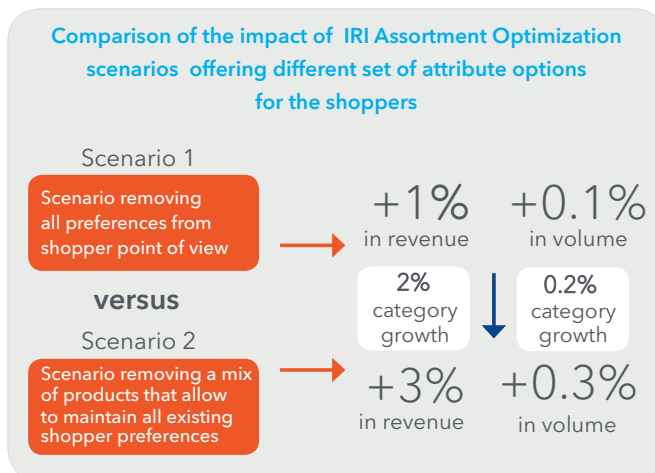 Comparison of the impact of IRI Assortment Optimization
scenarios offering different set of attribute options
for the shoppers
Scenario 1
Scenario removing
all preferences from
shopper point of view
+1%
in revenue
+0.1%
in volume
versus
2%
category
growth
0.2%
category
growth
Scenario 2
Scenario removing a mix
of products that allow
to maintain all existing
shopper preferences
+3%
in revenue
+0.3%
in volume